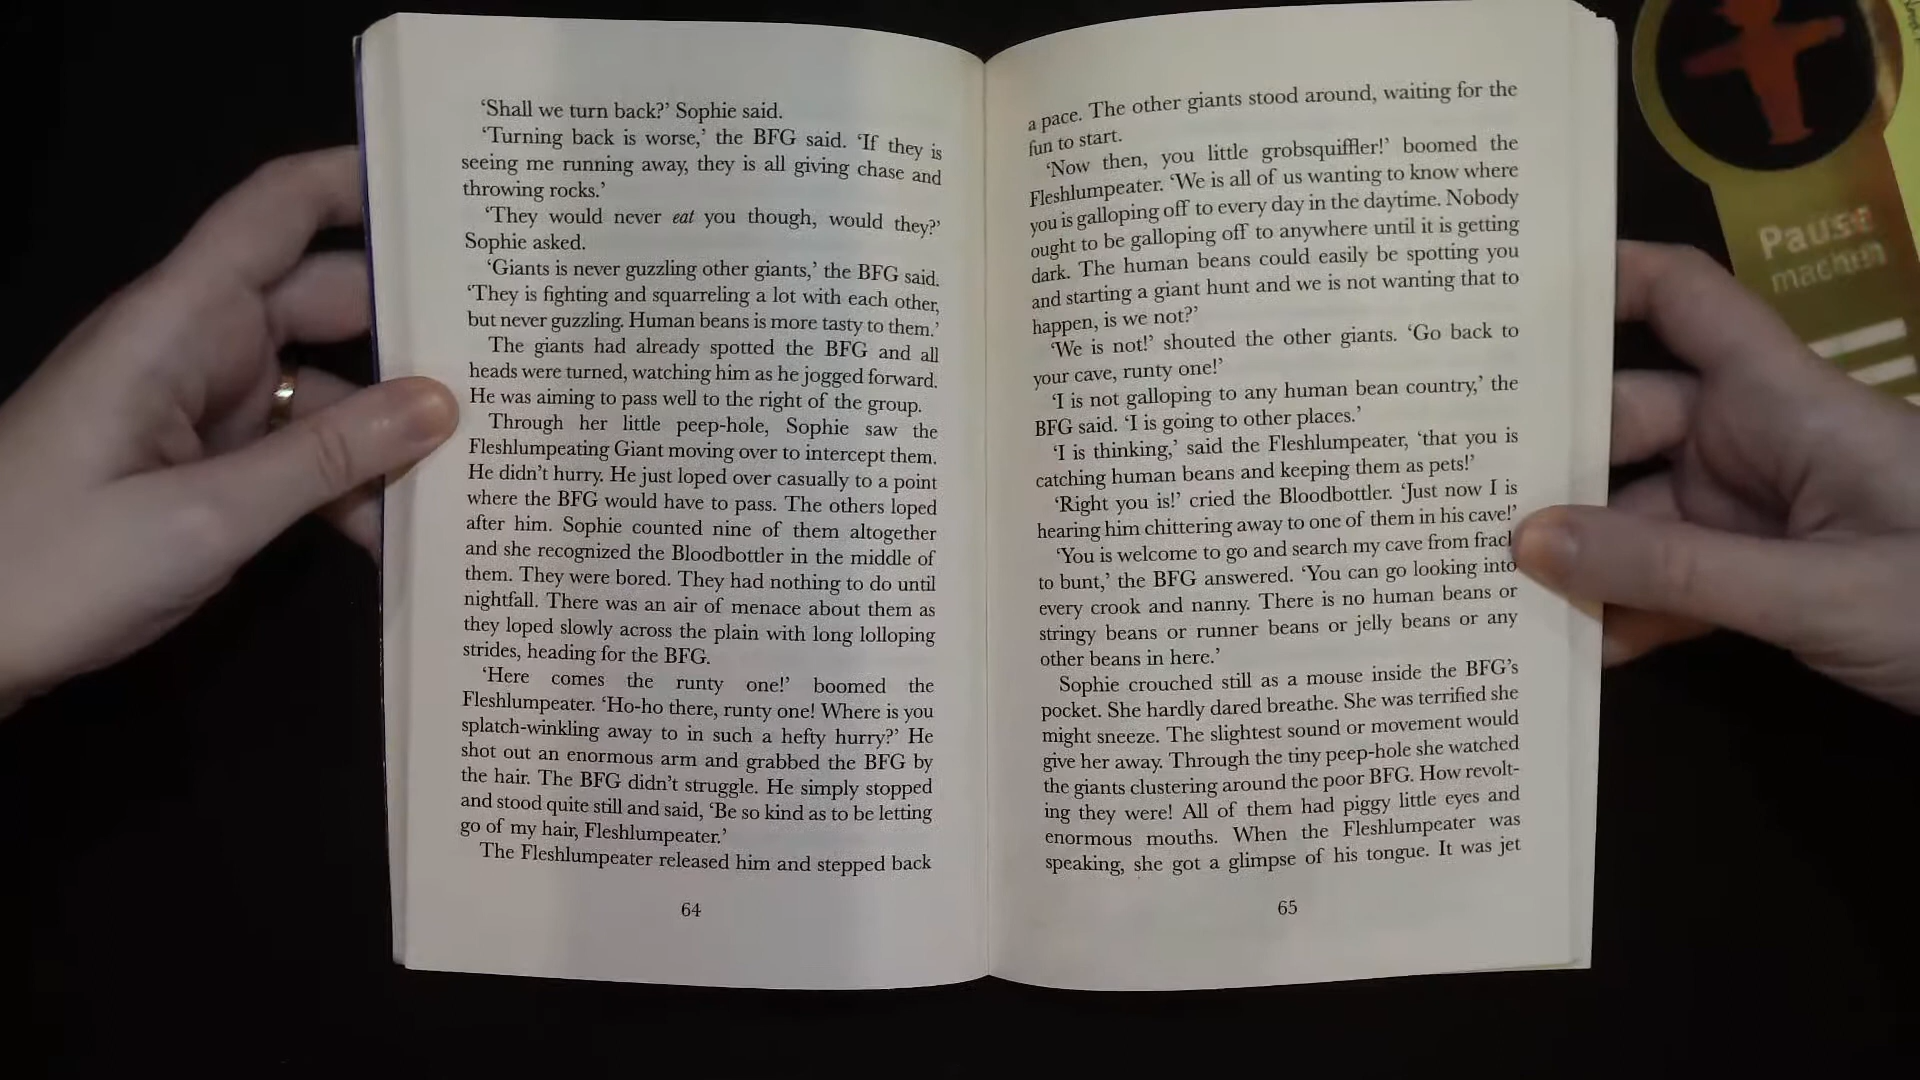 ‘Shall we turn back?’ Sophie said.
‘Turning back is worse,’ the BFG said. ‘If they is
seeing me running away, they is all giving chase and
throwing rocks.’
‘They would never eat you though, would they?’
Sophie asked.
‘Giants is never guzzling other giants,’ the BFG said.
‘They is fighting and squarreling a lot with each other,
but never guzzling. Human beans is more tasty to them.’
The giants had already spotted the BFG and all
heads were turned, watching him as he jogged forward.
He was aiming to pass well to the right of the group.
Through her little peep-hole, Sophie saw the
Fleshlumpeating Giant moving over to intercept them.
He didn’t hurry. He just loped over casually to a point
where the BFG would have to pass. The others loped
after him. Sophie counted nine of them altogether
and she recognized the Bloodbottler in the middle of
them. They were bored. They had nothing to do until
nightfall. There was an air of menace about them as
they loped slowly across the plain with long lolloping
strides, heading for the BFG.
‘Here comes the runty one!’ boomed the
Fleshlumpeater. ‘Ho-ho there, runty one! Where is you
splatch-winkling away to in such a hefty hurry?’ He
shot out an enormous arm and grabbed the BFG by
the hair. The BFG didn’t struggle. He simply stopped
and stood quite still and said, ‘Be so kind as to be letting
go of my hair, Fleshlumpeater.’
The Fleshlumpeater released him and stepped back
64
a pace. The other giants stood around, waiting for the
fun to start.
‘Now then, you little grobsquiffler!’ boomed the
Fleshlumpeater. ‘We is all of us wanting to know where
you is galloping off to every day in the daytime. Nobody
ought to be galloping off to anywhere until it is getting
dark. The human beans could easily be spotting you
and starting a giant hunt and we is not wanting that to
happen, is we not?’
‘We is not!’ shouted the other giants. ‘Go back to
your cave, runty one!’
‘I is not galloping to any human bean country,’ the
BFG said. ‘I is going to other places.’
‘I is thinking,’ said the Fleshlumpeater, ‘that you is
catching human beans and keeping them as pets!’
‘Right you is!’ cried the Bloodbottler. ‘Just now I is
hearing him chittering away to one of them in his cave!’
‘You is welcome to go and search my cave from frack
to bunt,’ the BFG answered. ‘You can go looking into
every crook and nanny. There is no human beans or
stringy beans or runner beans or jelly beans or any
other beans in here.’
Sophie crouched still as a mouse inside the BFG’s
pocket. She hardly dared breathe. She was terrified she
might sneeze. The slightest sound or movement would
give her away. Through the tiny peep-hole she watched
the giants clustering around the poor BFG. How revolt-
ing they were! All of them had piggy little eyes and
enormous mouths. When the Fleshlumpeater was
speaking, she got a glimpse of his tongue. It was jet
65
Pause
machen